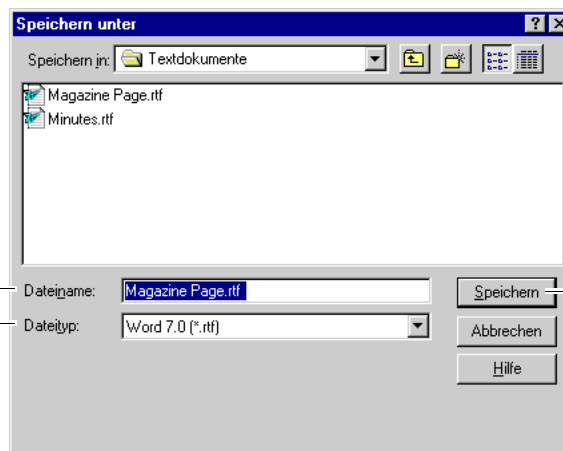 Speichern unter
Speichern in: Textdokumente
Magazine Page.rtf
Minutes.rtf
Dateiname: Magazine Page.rtf Speichern
Dateityp: Word 7.0 (*.rtf) Abbrechen
Hilfe